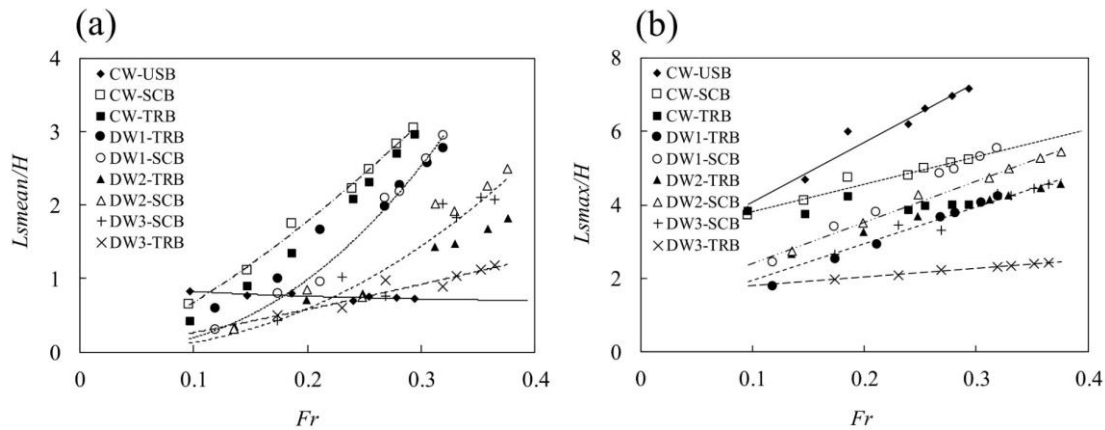 (a)
Lsmean/H
4
3
2
1
0
CW-USB
CW-SCB
CW-TRB
DW1-TRB
DW1-SCB
DW2-TRB
DW2-SCB
DW3-SCB
DW3-TRB
0 0.1 0.2 0.3 0.4
Fr
(b)
Lsmax/H
8
6
4
2
0
CW-USB
CW-SCB
CW-TRB
DW1-TRB
DW1-SCB
DW2-TRB
DW2-SCB
DW3-SCB
DW3-TRB
0 0.1 0.2 0.3 0.4
Fr